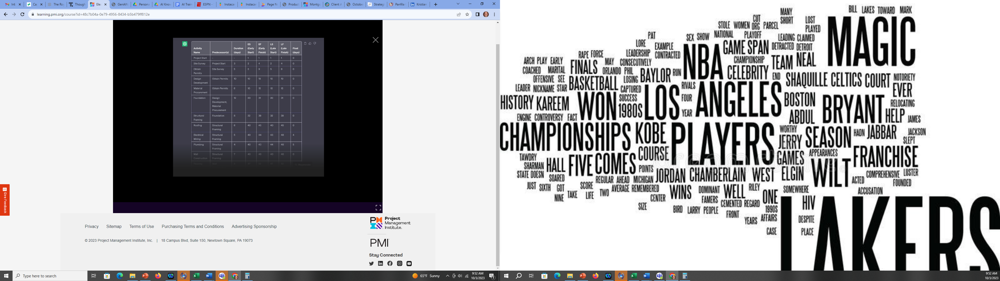 Inb
Ca
The Ro
Though
Ele
GenAIfo
Persona
AI Know
AI Train
ESPN -
Instacar
Instacar
Page N
Product
Montgo
Client A
October
Strategi
Panfila
Kristian
learning.pmi.org/course?id=48c7b04a-0e79-4956-8434-b5b479ff812e
Activity Name Predecessor(s) Duration (days) ES (Early Start) EF (Early Finish) LS (Late Start) LF (Late Finish) Float (days)
Project Start - - 1 1 1 1 0
Site Survey Project Start 3 2 4 2 4 0
Obtain Permits Site Survey 5 5 9 5 9 0
Design Development Obtain Permits 10 10 19 10 19 0
Material Procurement Obtain Permits 6 10 15 10 15 0
Foundation Design Development, Material Procurement 12 20 31 20 31 0
Structural Framing Foundation 8 32 39 32 39 0
Roofing Structural Framing 6 40 45 40 45 0
Electrical Wiring Structural Framing 5 40 44 43 48 4
Plumbing Structural Framing 4 40 43 44 48 5
Wall Construction Structural Framing 7 40 46 40 46 0
Give Feedback
Privacy Sitemap Terms of Use Purchasing Terms and Conditions Advertising Sponsorship
© 2023 Project Management Institute, Inc. | 18 Campus Blvd, Suite 150, Newtown Square, PA 19073
Project
Management
Institute.
PMI
Stay Connected
Type here to search
65°F Sunny
9:52 AM
10/3/2023
BILL LAKES TOWARD MARK
MANY
SHORT
CUT
LOST
PLAYED
MAGIC
STOLE WOMEN ORG PARCEL
NATIONAL PLAYOFF
LEADING CLAIMED
PAT
SEX SHOW
LORE
EXAMPLE
NBA
GAME SPAN
DETRACTED DETROIT
RAPE FORCE
LEADERSHIP CONTRACTED
CHAMPIONSHIP
TEAM NEAL
ARCH PLAY EARLY
FINALS
MAY CONSECUTIVELY
COACHED MARITAL
ORLANDO PHIL
BAYLOR RUN
CELEBRITY
END
SHAQUILLE CELTICS COURT
NOTORIETY
OFFENSIVE SEE
LOSING
LEADER NICKNAME STAR
BASKETBALL
CAPTURED
RIVALS
LOS ANGELES
EVER
HISTORY KAREEM
WON
SUCCESS
1980S
FOUR
BOSTON
BRYANT
RELOCATING
ENGINE CONTROVERSY FACT
YEAR
ABDUL
HELP
JAMES
CHAMPIONSHIPS
KOBE
PLAYERS
WORTHY
JERRY
SEASON
HADN JABBAR
JACKSON
SLEPT
TAWDRY
SHARMAN
COURSE
GAMES
APPEARANCES
FRANCHISE
HALL
FIVE COMES
WILT
STATE DOESN
SOARED
POINTS
JORDAN CHAMBERLAIN WEST
ELGIN
COMPREHENSIVE LUSTER
REGULAR AHEAD MICHIGAN
ACTED
FOUNDED
JUST SIXTH GOT
SCORE
AVERAGE REMEMBERED
WINS
DOMINANT
WELL
RILEY
SOMEWHERE
ACCUSATION
NINE TAKE LIFE TWO
CENTER
FAMERS
CEMENTED REGARD
ONE
LAKERS
HIV
SIZE
BIRD LARRY PEOPLE
FRONT
1990S
YEARS AFFAIRS
DESPITE
CASE
PLACE
9:52 AM
10/3/2023